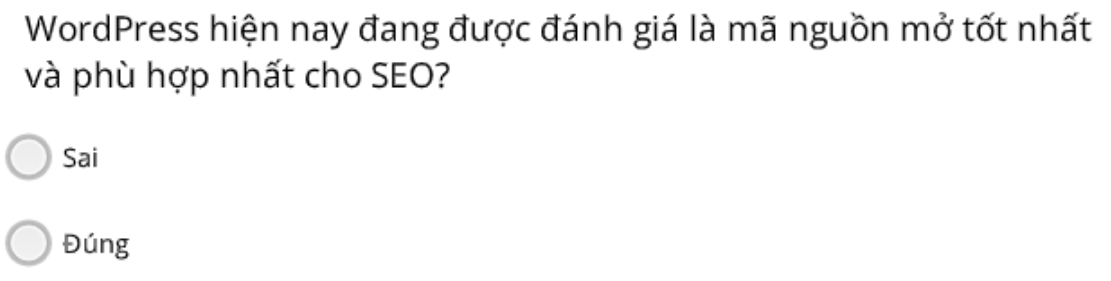 WordPress hiện nay đang được đánh giá là mã nguồn mở tốt nhất
và phù hợp nhất cho SEO?
Sai
Đúng